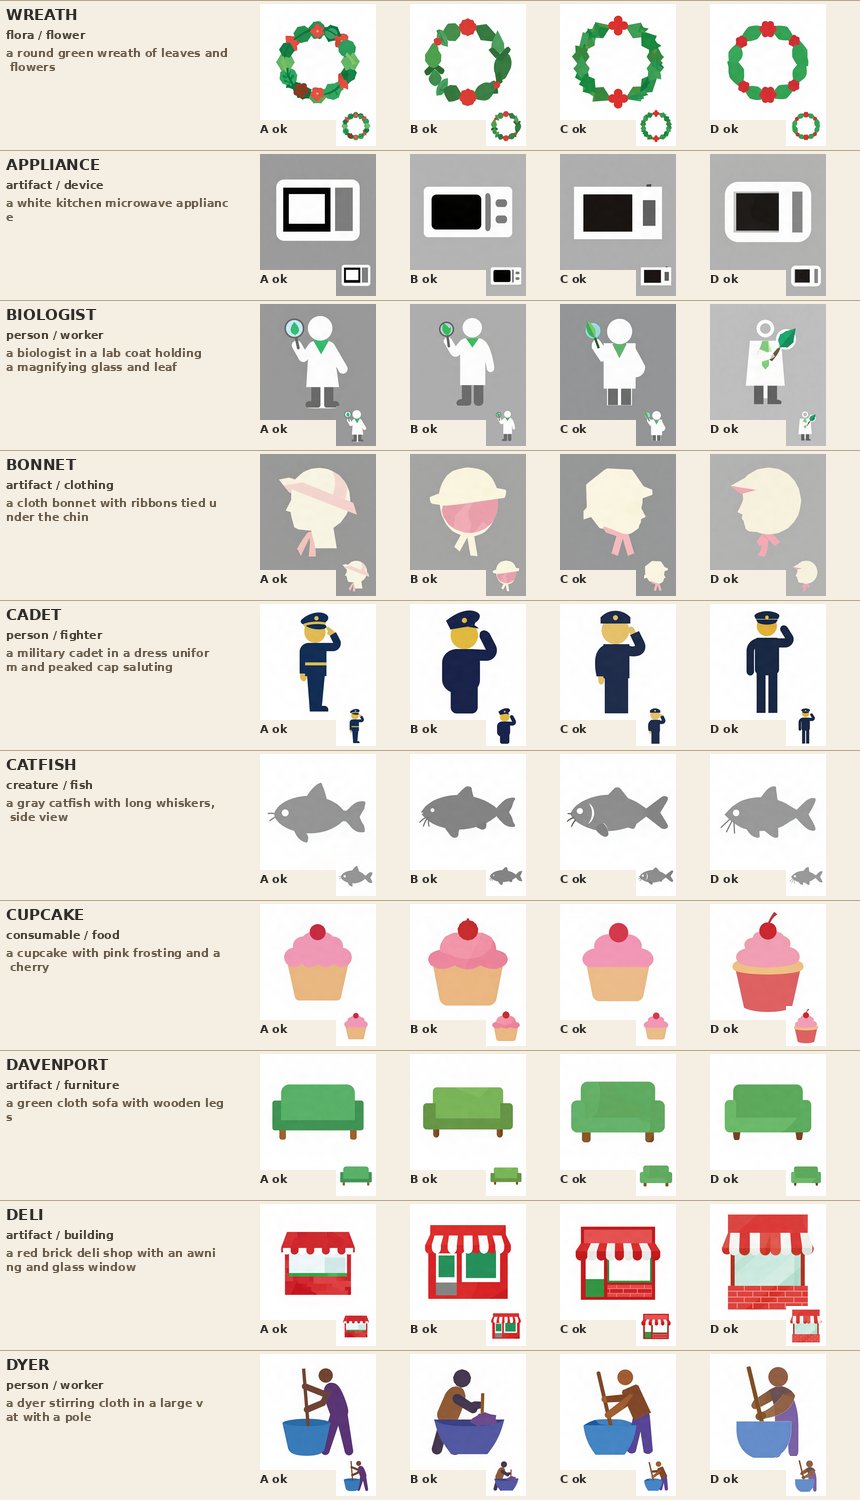 WREATH
flora / flower
a round green wreath of leaves and
flowers
A ok
B ok
C ok
D ok
APPLIANCE
artifact / device
a white kitchen microwave applianc
e
A ok
B ok
C ok
D ok
BIOLOGIST
person / worker
a biologist in a lab coat holding
a magnifying glass and leaf
A ok
B ok
C ok
D ok
BONNET
artifact / clothing
a cloth bonnet with ribbons tied u
nder the chin
A ok
B ok
C ok
D ok
CADET
person / fighter
a military cadet in a dress unifor
m and peaked cap saluting
A ok
B ok
C ok
D ok
CATFISH
creature / fish
a gray catfish with long whiskers,
side view
A ok
B ok
C ok
D ok
CUPCAKE
consumable / food
a cupcake with pink frosting and a
cherry
A ok
B ok
C ok
D ok
DAVENPORT
artifact / furniture
a green cloth sofa with wooden leg
s
A ok
B ok
C ok
D ok
DELI
artifact / building
a red brick deli shop with an awni
ng and glass window
A ok
B ok
C ok
D ok
DYER
person / worker
a dyer stirring cloth in a large v
at with a pole
A ok
B ok
C ok
D ok